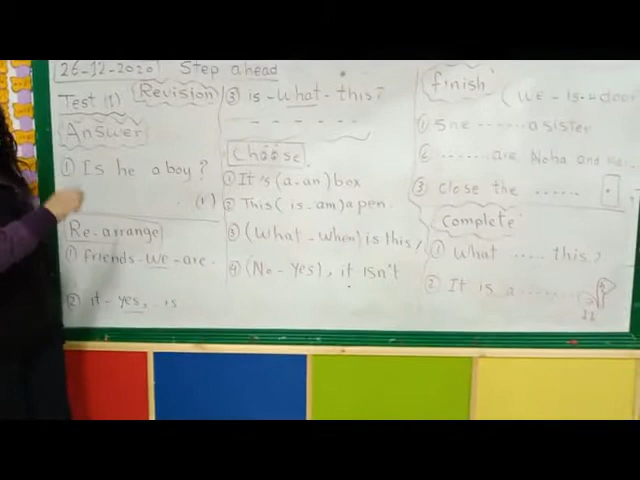 26-12-2020 Step ahead
Test (1) Revision
Answer
① Is he a boy?
(1)
Re-arrange
① friends - we - are.
② it - yes, is
③ is - what - this?
Choose
① It's (a - an) box
② This (is - am) a pen.
③ (What - When) is this
④ (No - Yes), it isn't
finish
(we - is - door
① She ...... a sister
② ...... are Noha and
③ close the ......
Complete
① What ..... this?
② It is a ........